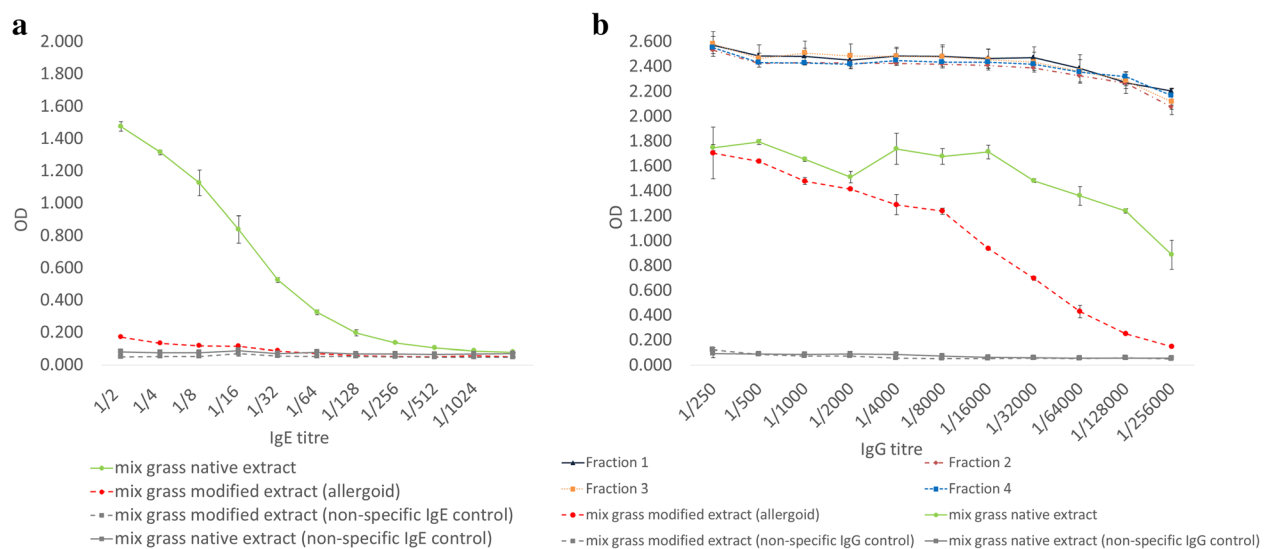 a
2.000
1.800
1.600
1.400
1.200
1.000
0.800
0.600
0.400
0.200
0.000
OD
1/2
1/4
1/8
1/16
1/32
1/64
1/128
1/256
1/512
1/1024
IgE titre
mix grass native extract
mix grass modified extract (allergoid)
mix grass modified extract (non-specific IgE control)
mix grass native extract (non-specific IgE control)
b
2.600
2.400
2.200
2.000
1.800
1.600
1.400
1.200
1.000
0.800
0.600
0.400
0.200
0.000
OD
1/250
1/500
1/1000
1/2000
1/4000
1/8000
1/16000
1/32000
1/64000
1/128000
1/256000
IgG titre
Fraction 1
Fraction 2
Fraction 3
Fraction 4
mix grass modified extract (allergoid)
mix grass native extract
mix grass modified extract (non-specific IgG control)
mix grass native extract (non-specific IgG control)